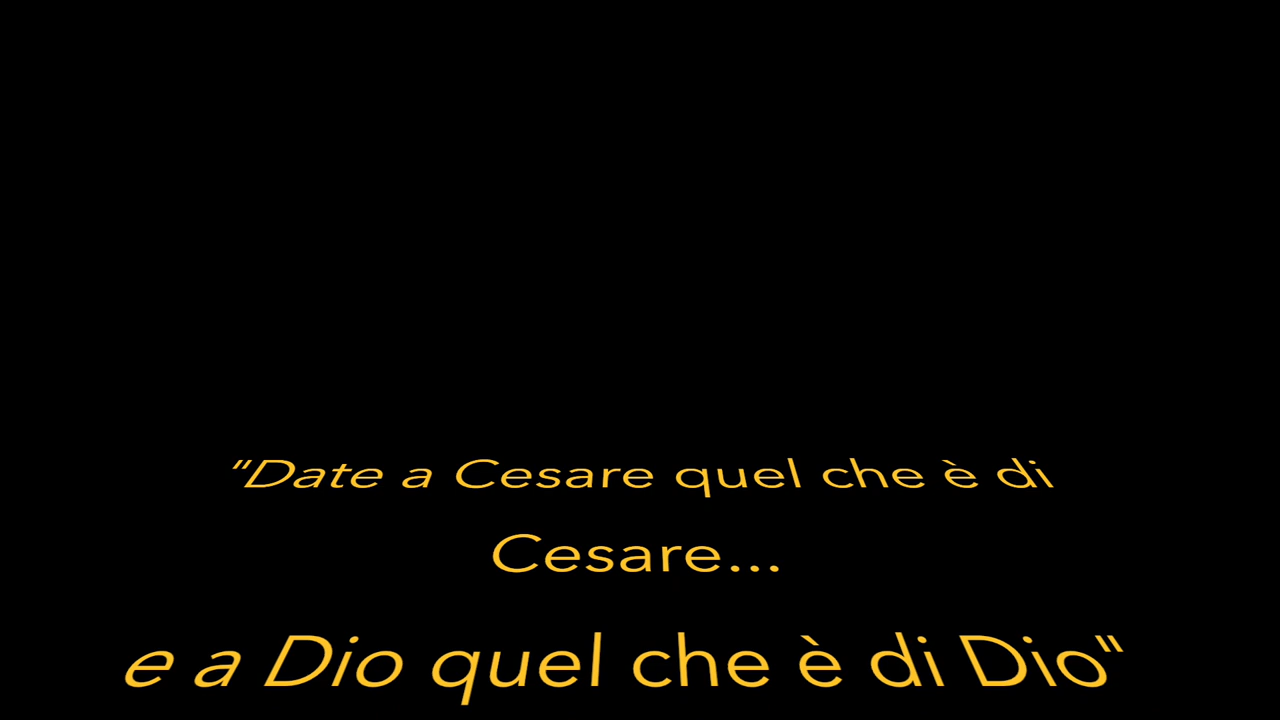 "Date a Cesare quel che è di
Cesare...
e a Dio quel che è di Dio"